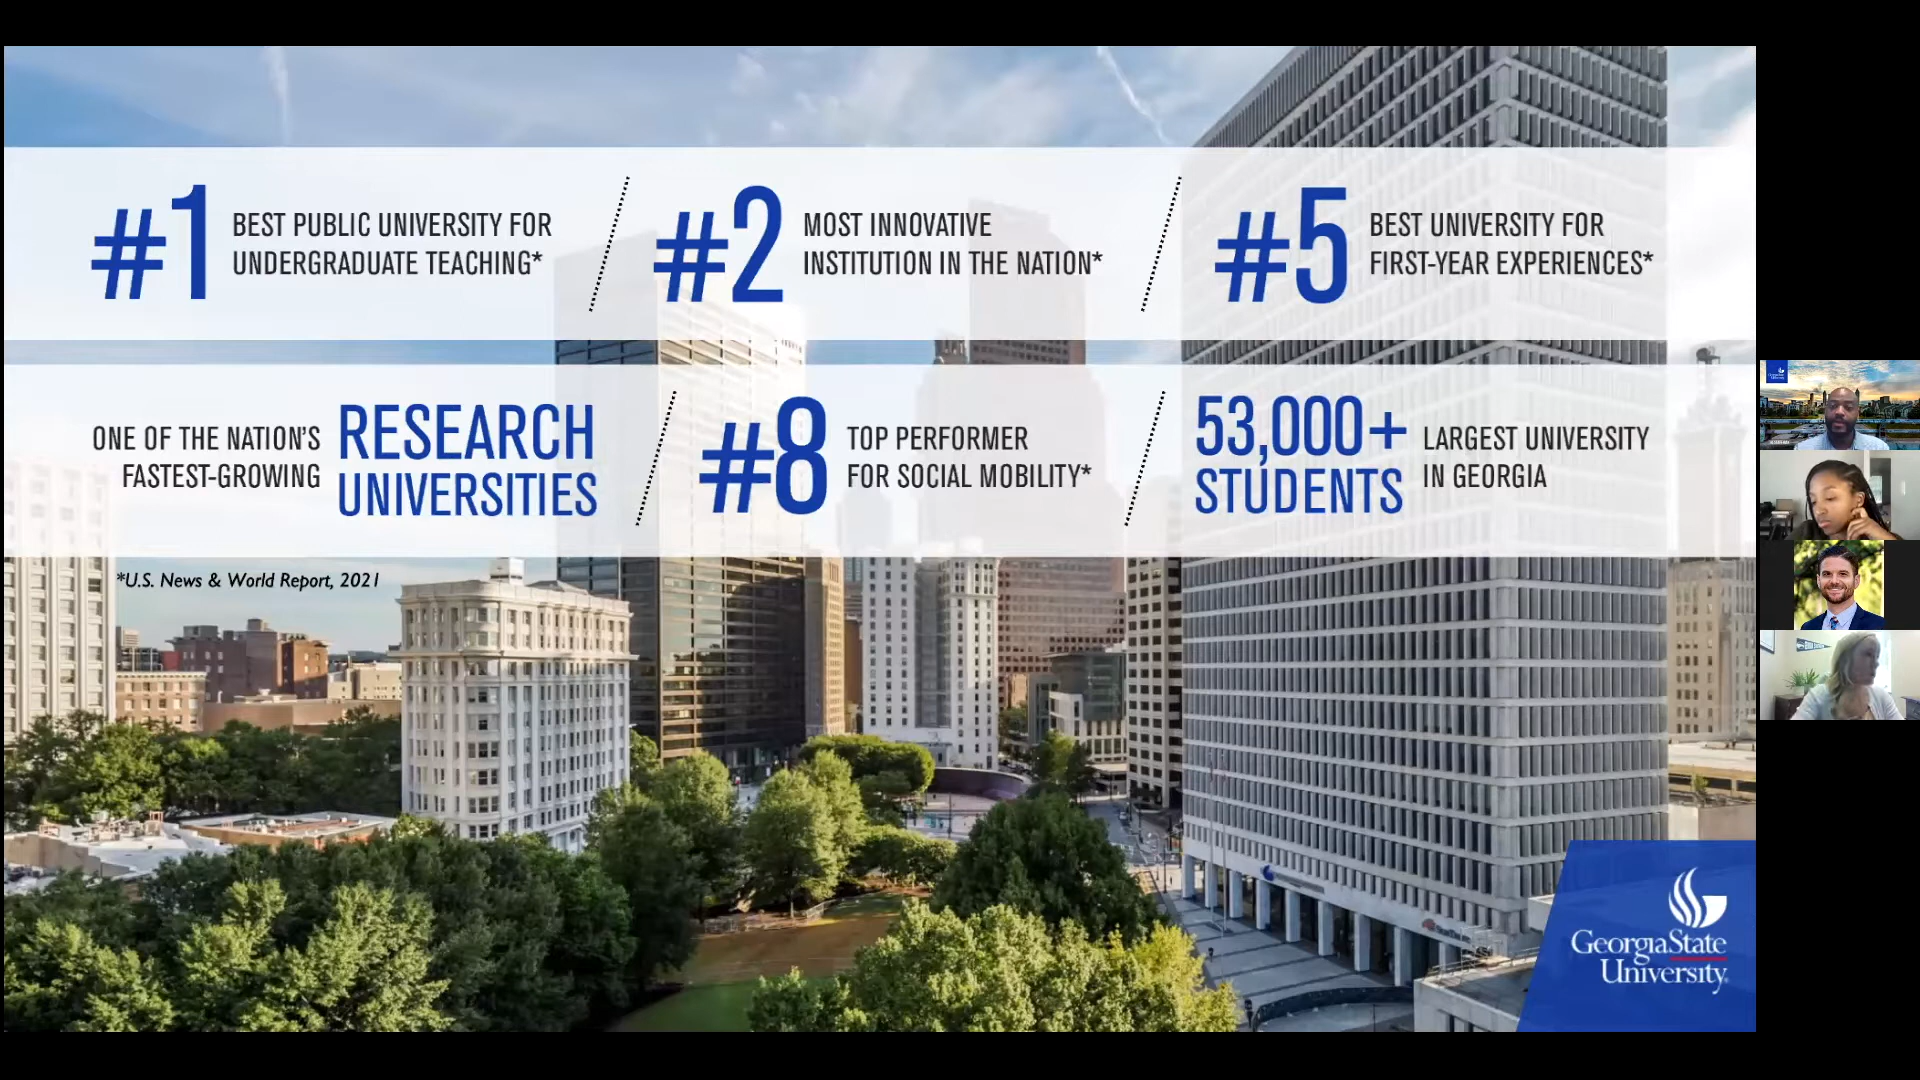 #1 BEST PUBLIC UNIVERSITY FOR
UNDERGRADUATE TEACHING*
#2 MOST INNOVATIVE
INSTITUTION IN THE NATION*
#5 BEST UNIVERSITY FOR
FIRST-YEAR EXPERIENCES*
ONE OF THE NATION'S
FASTEST-GROWING
RESEARCH
UNIVERSITIES
#8 TOP PERFORMER
FOR SOCIAL MOBILITY*
53,000+
STUDENTS
LARGEST UNIVERSITY
IN GEORGIA
*U.S. News & World Report, 2021
GeorgiaState
University